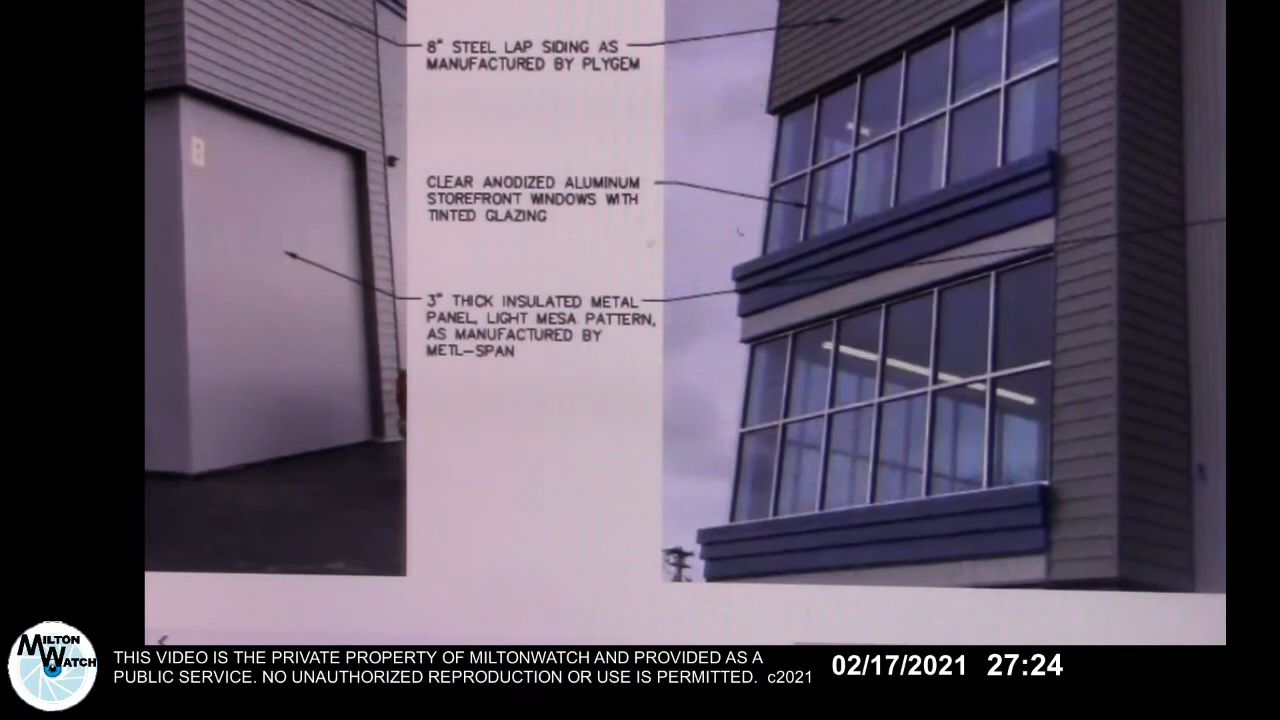 8" STEEL LAP SIDING AS
MANUFACTURED BY PLYGEM
B
CLEAR ANODIZED ALUMINUM
STOREFRONT WINDOWS WITH
TINTED GLAZING
3" THICK INSULATED METAL
PANEL, LIGHT MESA PATTERN,
AS MANUFACTURED BY
METL-SPAN
MILTON
WATCH
THIS VIDEO IS THE PRIVATE PROPERTY OF MILTONWATCH AND PROVIDED AS A
PUBLIC SERVICE. NO UNAUTHORIZED REPRODUCTION OR USE IS PERMITTED. c2021
02/17/2021 27:24